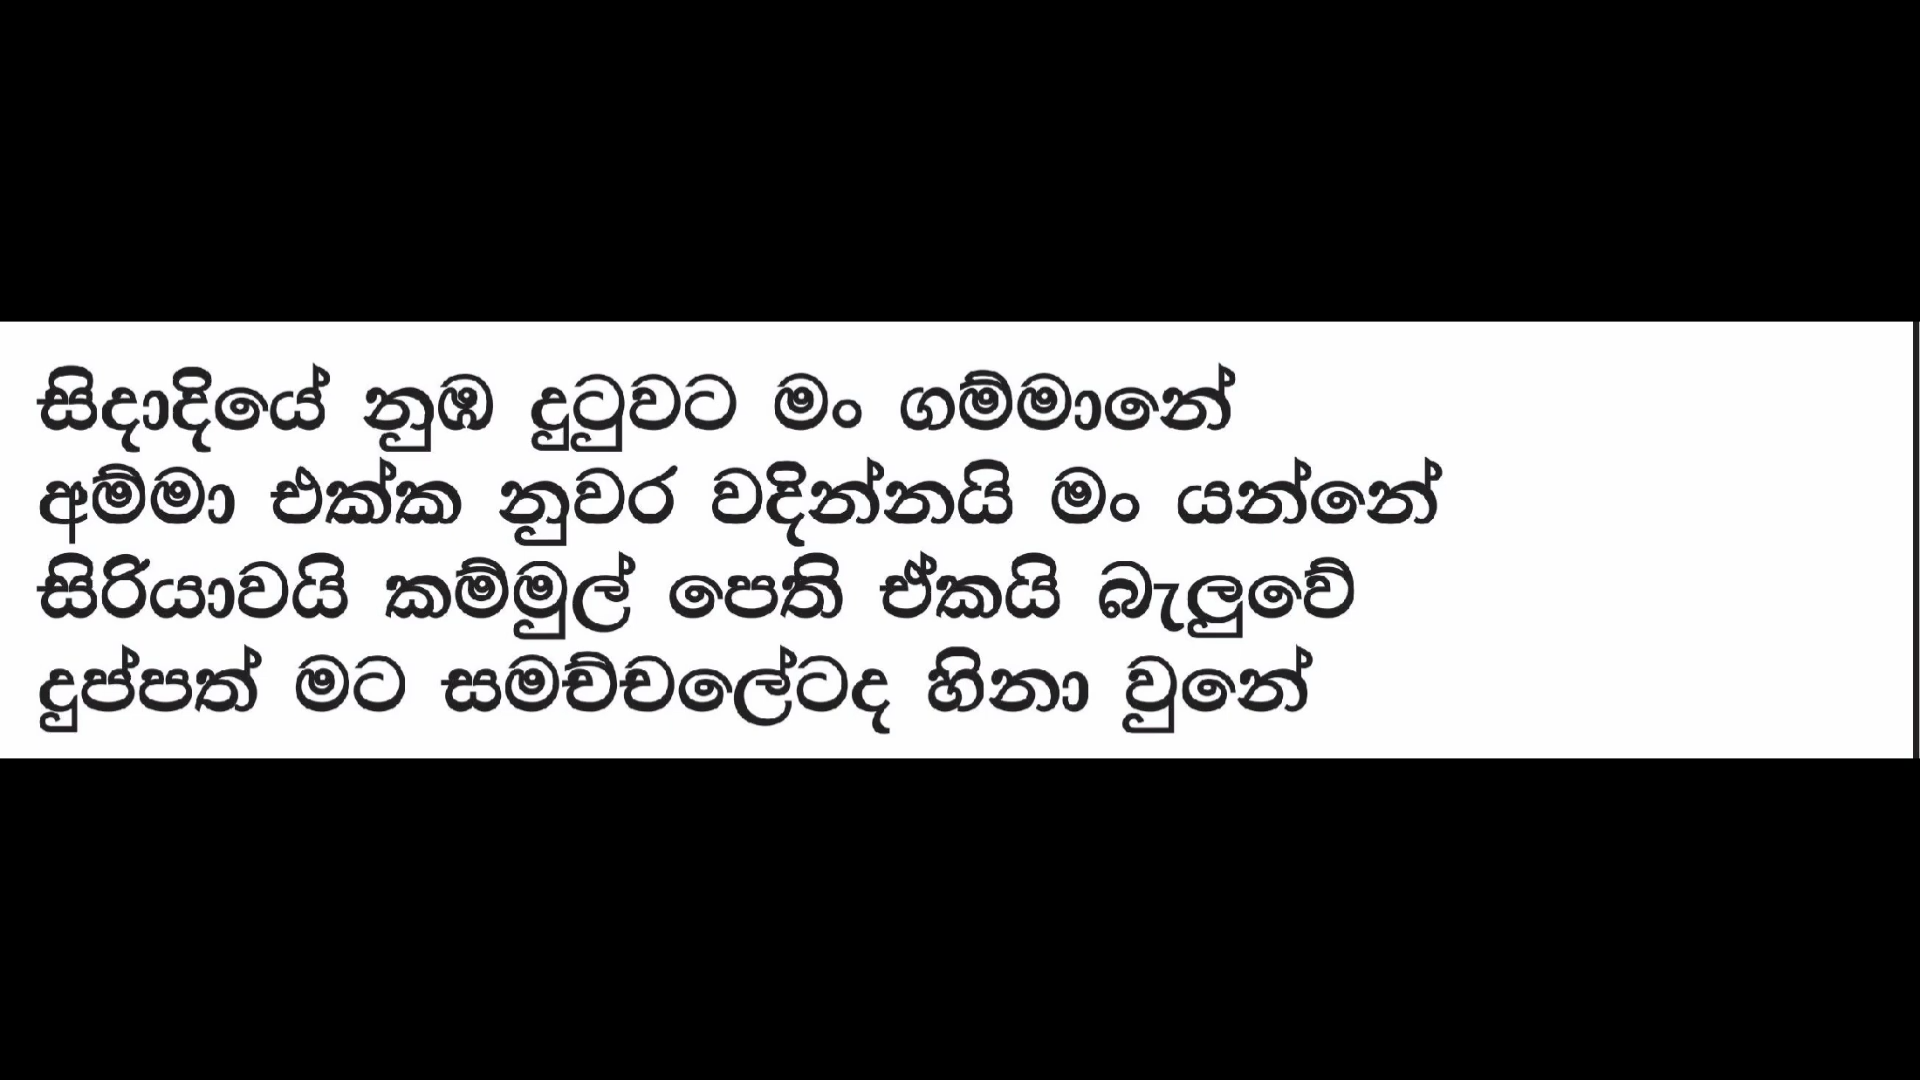 සිදාදියේ නුඹ දුටුවට මං ගම්මානේ
අම්මා එක්ක නුවර වදින්නයි මං යන්නේ
සිරියාවයි කම්මුල් පෙති ඒකයි බැලුවේ
දුප්පත් මට සමච්චලේටද හිනා වුනේ